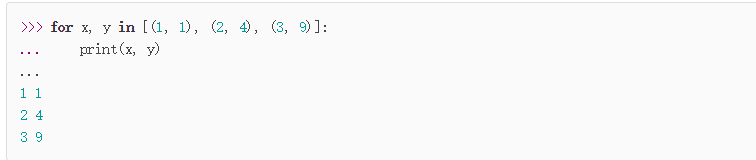 >>> for x, y in [(1, 1), (2, 4), (3, 9)]:
...     print(x, y)
...
1 1
2 4
3 9